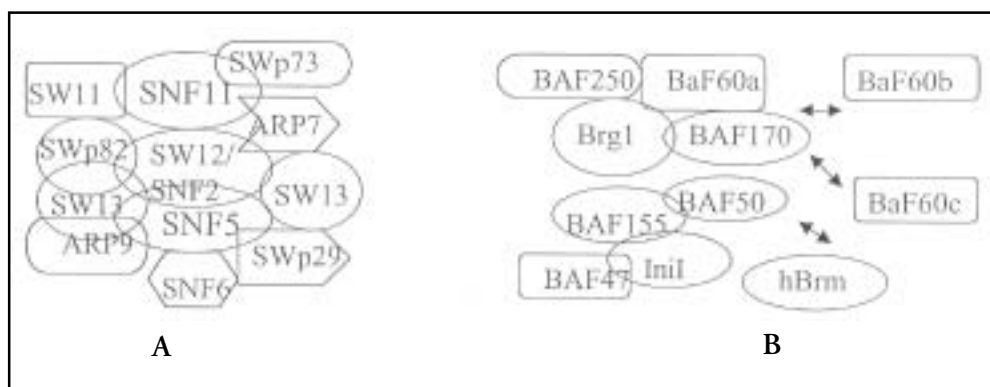 SWp73
SW11
SNF11
ARP7
SWp82
SW12/
SNF2
SW13
SW13
SNF5
ARP9
SWp29
SNF6
A
BAF250
BaF60a
BaF60b
Brg1
BAF170
BaF60c
BAF50
BAF155
IniI
BAF47
hBrm
B